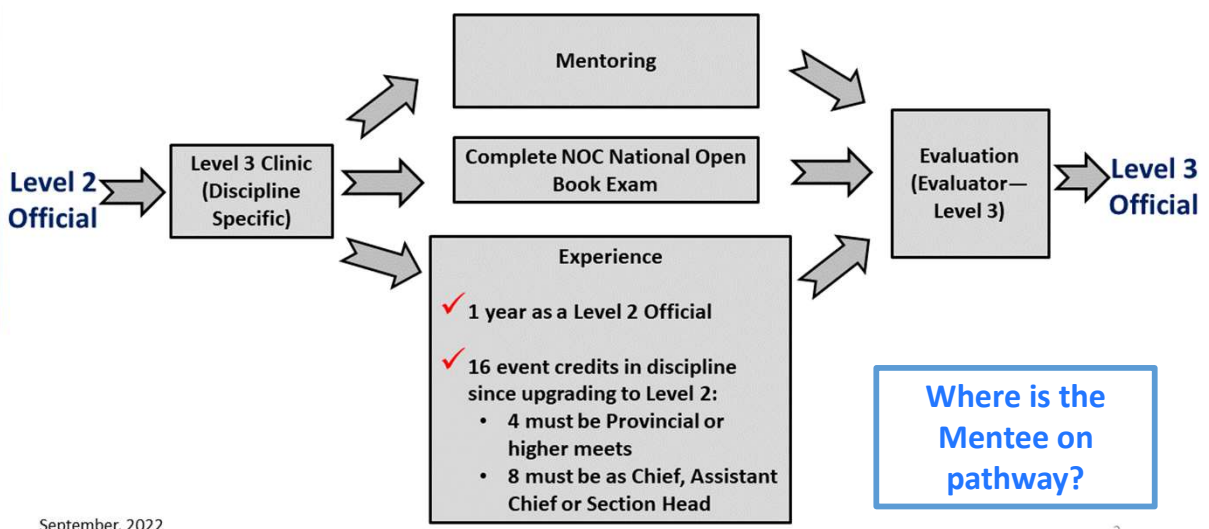 Level 2
Official
Level 3 Clinic
(Discipline
Specific)
Mentoring
Complete NOC National Open
Book Exam
Experience
✓ 1 year as a Level 2 Official
✓ 16 event credits in discipline
since upgrading to Level 2:
• 4 must be Provincial or
higher meets
• 8 must be as Chief, Assistant
Chief or Section Head
Evaluation
(Evaluator—
Level 3)
Level 3
Official
Where is the
Mentee on
pathway?
September, 2022